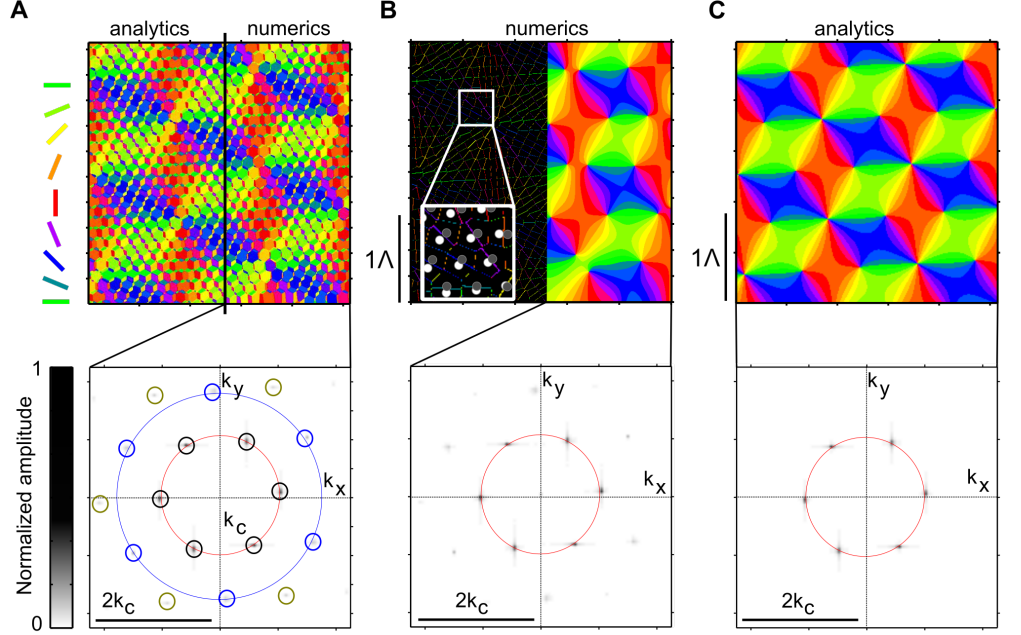 A
B
C
analytics
numerics
numerics
analytics
1Λ
1Λ
1
Normalized amplitude
0
k_y
k_x
k_c
2k_c
k_y
k_x
2k_c
k_y
k_x
2k_c